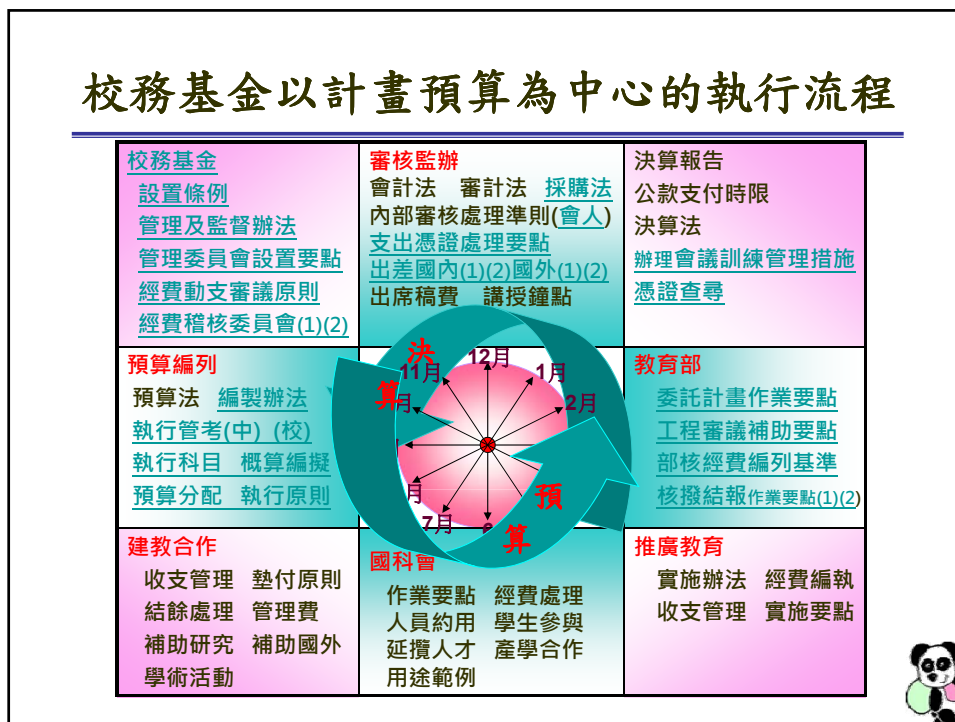 校務基金以計畫預算為中心的執行流程
校務基金
設置條例
管理及監督辦法
管理委員會設置要點
經費動支審議原則
經費稽核委員會(1)(2)
審核監辦
會計法 審計法 採購法
內部審核處理準則(會人)
支出憑證處理要點
出差國內(1)(2)國外(1)(2)
出席稿費 講授鐘點
決算報告
公款支付時限
決算法
辦理會議訓練管理措施
憑證查尋
預算編列
預算法 編製辦法
執行管考(中) (校)
執行科目 概算編擬
預算分配 執行原則
決
算
12月
11月
1月
2月
月
月
7月
預
算
教育部
委託計畫作業要點
工程審議補助要點
部核經費編列基準
核撥結報作業要點(1)(2)
建教合作
收支管理 墊付原則
結餘處理 管理費
補助研究 補助國外
學術活動
國科會
作業要點 經費處理
人員約用 學生參與
延攬人才 產學合作
用途範例
推廣教育
實施辦法 經費編執
收支管理 實施要點